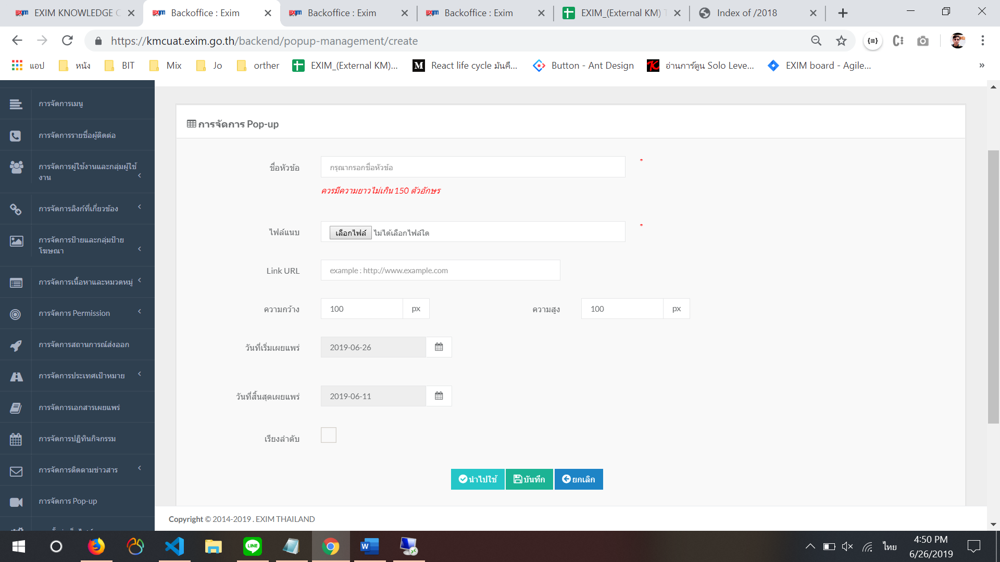 EXIM KNOWLEDGE C
Backoffice : Exim
Backoffice : Exim
Backoffice : Exim
EXIM_(External KM) T
Index of /2018
https://kmcuat.exim.go.th/backend/popup-management/create
แอป
หนัง
BIT
Mix
Jo
orther
EXIM_(External KM)...
React life cycle มันคื...
Button - Ant Design
อ่านการ์ตูน Solo Leve...
EXIM board - Agile...
»
การจัดการเมนู
การจัดการรายชื่อผู้ติดต่อ
การจัดการผู้ใช้งานและกลุ่มผู้ใช้
งาน
การจัดการลิงก์ที่เกี่ยวข้อง
การจัดการป้ายและกลุ่มป้าย
โฆษณา
การจัดการเนื้อหาและหมวดหมู่
การจัดการ Permission
การจัดการสถานการณ์ส่งออก
การจัดการประเทศเป้าหมาย
การจัดการเอกสารเผยแพร่
การจัดการปฏิทินกิจกรรม
การจัดการติดตามข่าวสาร
การจัดการ Pop-up
การจัดการ Pop-up
ชื่อหัวข้อ
กรุณากรอกชื่อหัวข้อ
*
ควรมีความยาวไม่เกิน 150 ตัวอักษร
ไฟล์แนบ
เลือกไฟล์ ไม่ได้เลือกไฟล์ใด
*
Link URL
example : http://www.example.com
ความกว้าง
100
px
ความสูง
100
px
วันที่เริ่มเผยแพร่
2019-06-26
วันที่สิ้นสุดเผยแพร่
2019-06-11
เรียงลำดับ
นำไปใช้
บันทึก
ยกเลิก
Copyright © 2014-2019 . EXIM THAILAND
LINE
W
ไทย
4:50 PM
6/26/2019